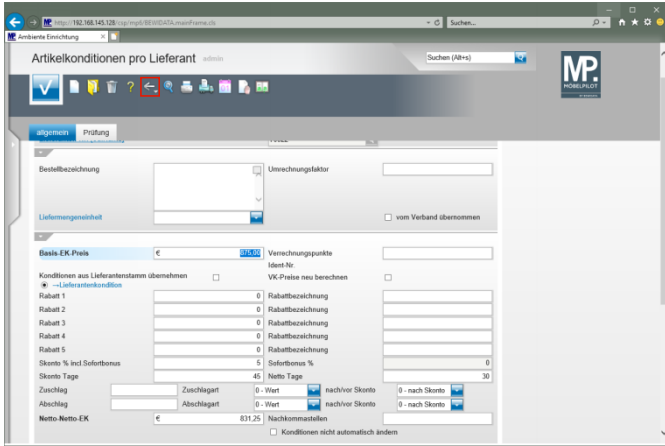 http://192.168.145.128/csp/mp6/BEWIDATA.mainFrame.cls
Suchen...
MP Ambiente Einrichtung
Artikelkonditionen pro Lieferant admin
Suchen (Alt+s)
MP.
MÖBELPILOT
allgemein Prüfung
Bestellbezeichnung Umrechnungsfaktor
Liefermengeneinheit vom Verband übernommen
Basis-EK-Preis € 875,00 Verrechnungspunkte
Ident-Nr.
Konditionen aus Lieferantenstamm übernehmen VK-Preise neu berechnen
→Lieferantenkondition
Rabatt 1 0 Rabattbezeichnung
Rabatt 2 0 Rabattbezeichnung
Rabatt 3 0 Rabattbezeichnung
Rabatt 4 0 Rabattbezeichnung
Rabatt 5 0 Rabattbezeichnung
Skonto % incl.Sofortbonus 5 Sofortbonus % 0
Skonto Tage 45 Netto Tage 30
Zuschlag Zuschlagart 0 - Wert nach/vor Skonto 0 - nach Skonto
Abschlag Abschlagart 0 - Wert nach/vor Skonto 0 - nach Skonto
Netto-Netto-EK € 831,25 Nachkommastellen
Konditionen nicht automatisch ändern